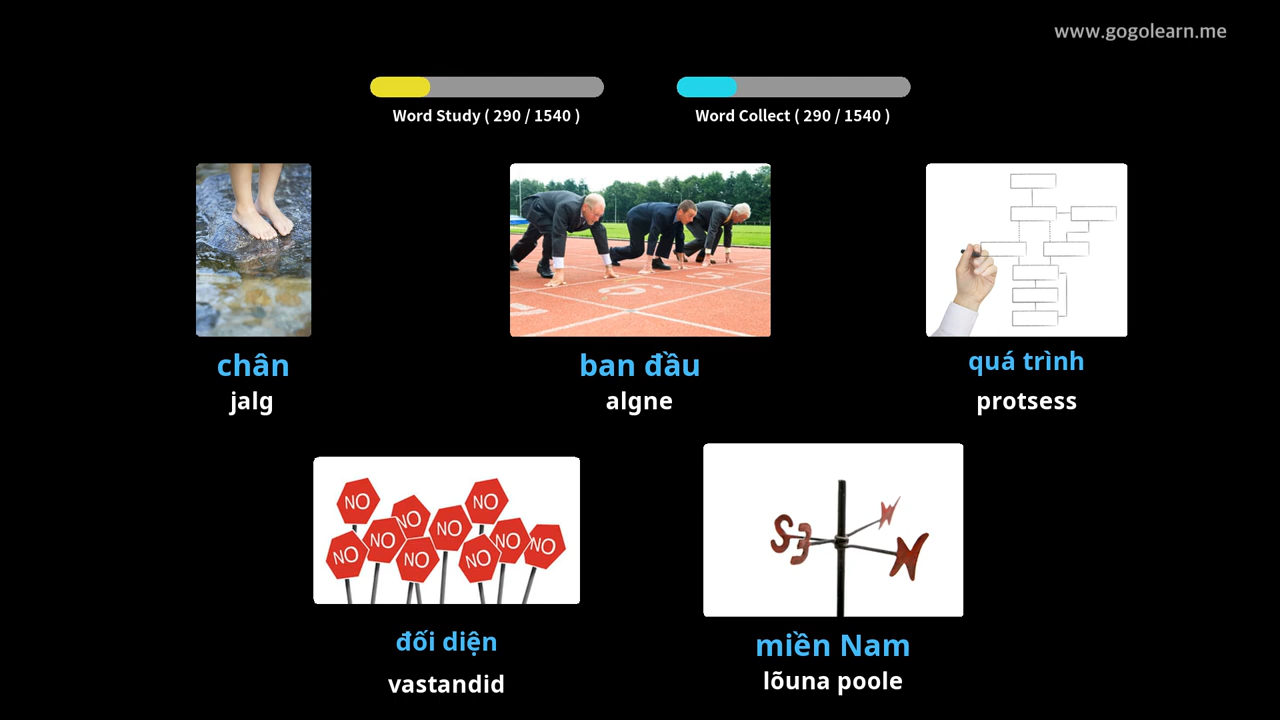 www.gogolearn.me
Word Study ( 290 / 1540 )
Word Collect ( 290 / 1540 )
chân
jalg
ban đầu
algne
quá trình
protsess
NO
NO
NO
NO
NO
NO
NO
NO
NO
NO
S
E
N
đối diện
vastandid
miền Nam
lõuna poole